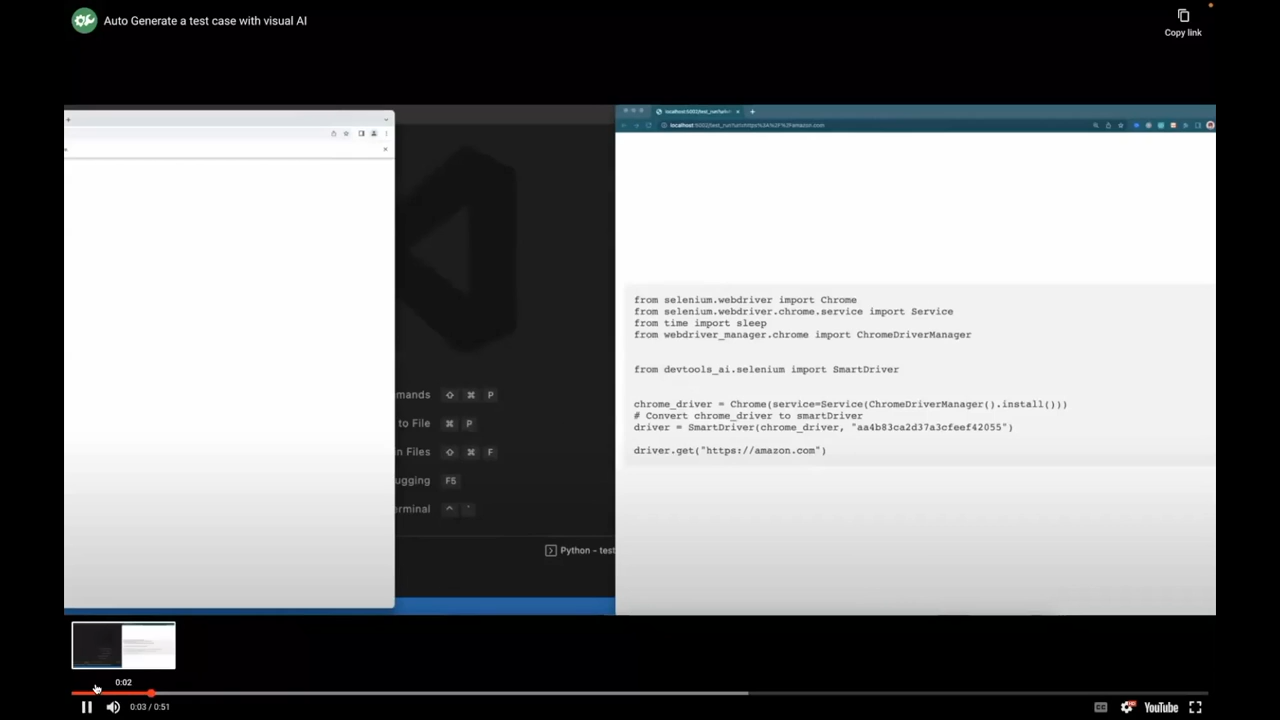 Auto Generate a test case with visual AI
Copy link
from selenium.webdriver import Chrome
from selenium.webdriver.chrome.service import Service
from time import sleep
from webdriver_manager.chrome import ChromeDriverManager
from devtools_ai.selenium import SmartDriver
chrome_driver = Chrome(service=Service(ChromeDriverManager().install()))
# Convert chrome_driver to smartDriver
driver = SmartDriver(chrome_driver, "aa4b83ca2d37a3cfeef42055")
driver.get("https://amazon.com")
mands ⇧ ⌘ P
to File ⌘ P
n Files ⇧ ⌘ F
ugging F5
erminal ^ `
Python - test
0:02
0:03 / 0:51
CC
YouTube